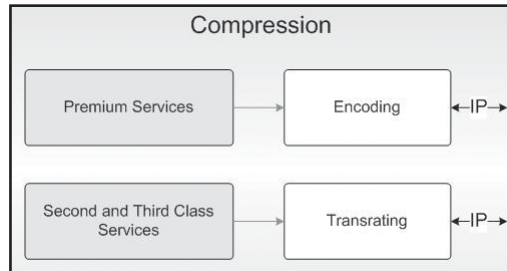 Compression
Premium Services
Encoding
IP
Second and Third Class
Services
Transrating
IP